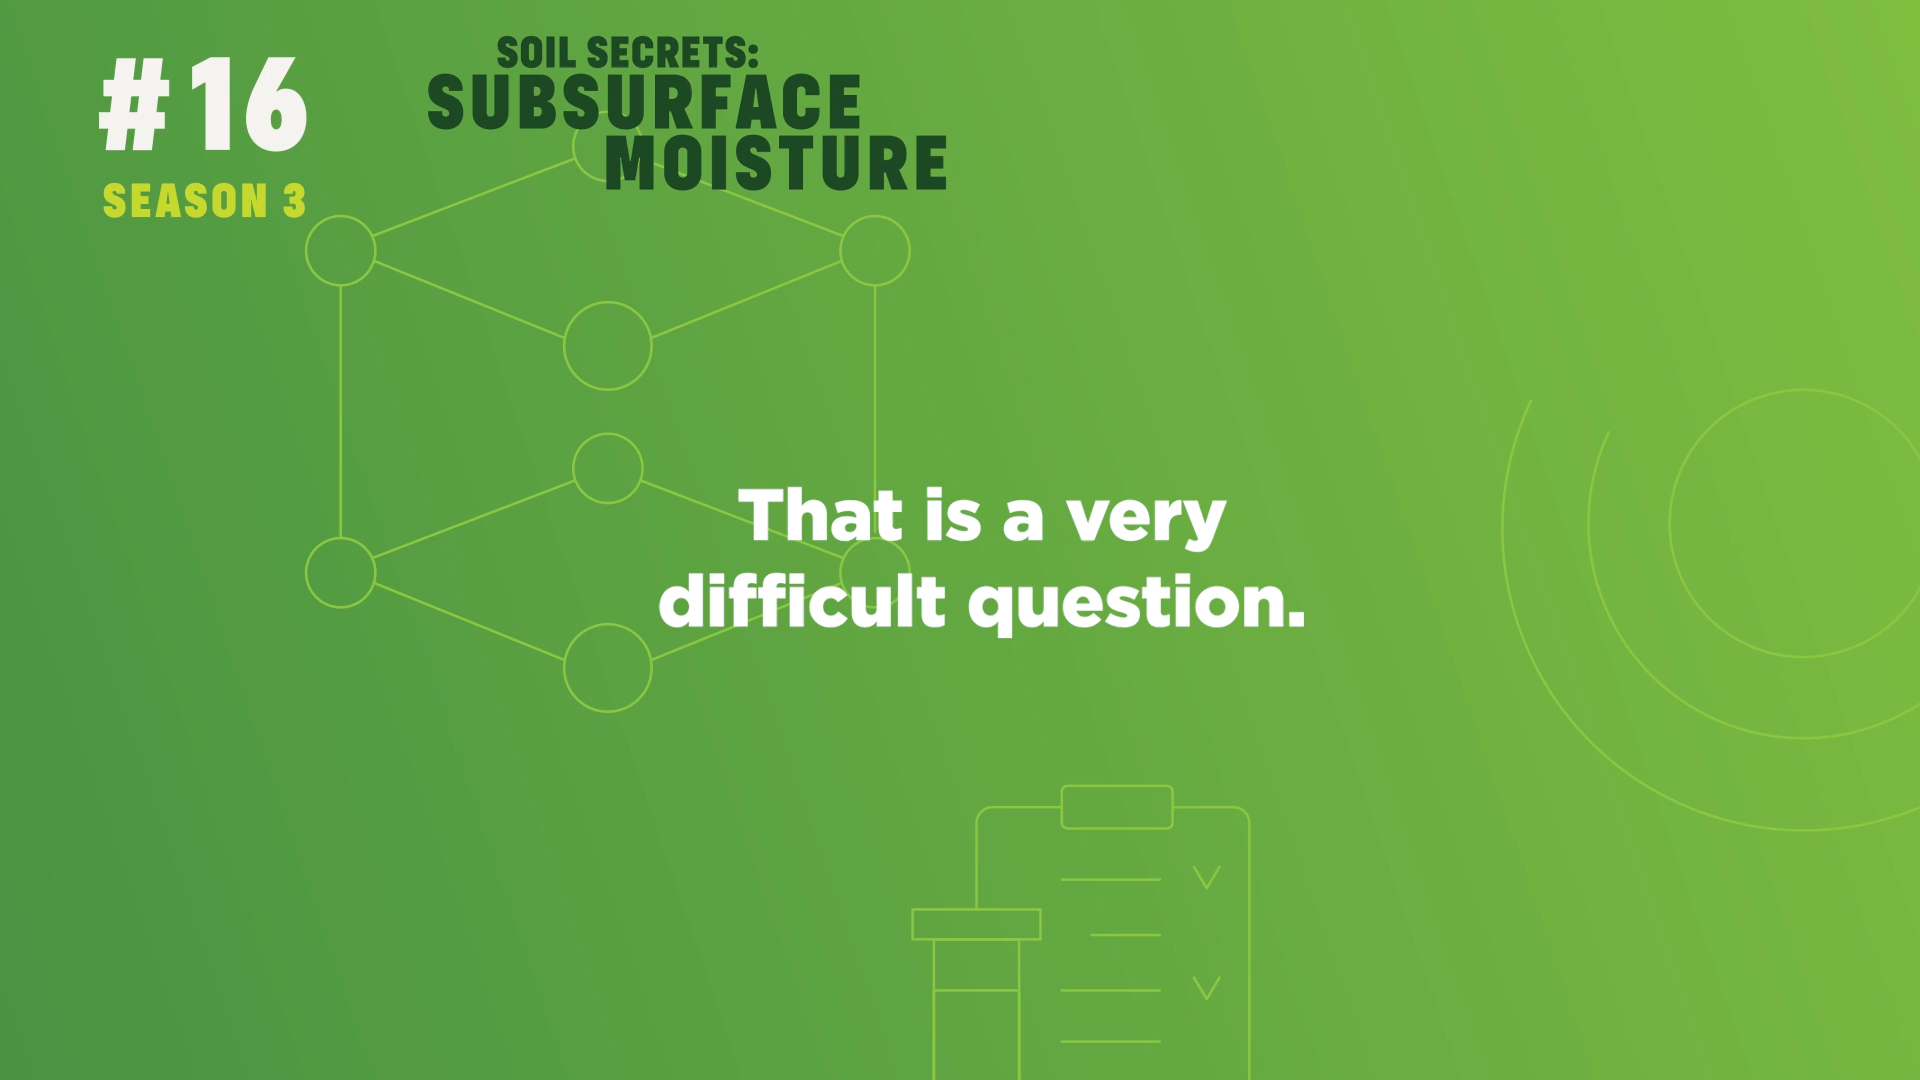 #16
SEASON 3
SOIL SECRETS:
SUBSURFACE
MOISTURE
That is a very
difficult question.